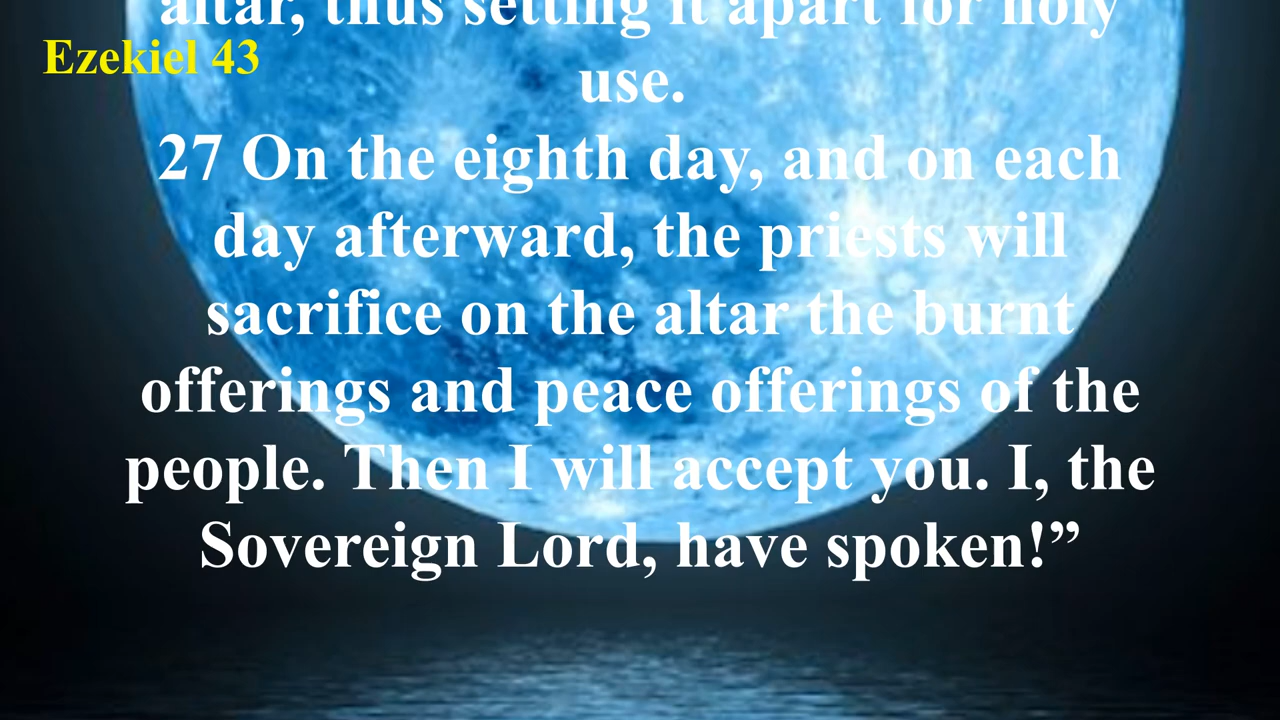 altar, thus setting it apart for holy
Ezekiel 43
use.
27 On the eighth day, and on each
day afterward, the priests will
sacrifice on the altar the burnt
offerings and peace offerings of the
people. Then I will accept you. I, the
Sovereign Lord, have spoken!”